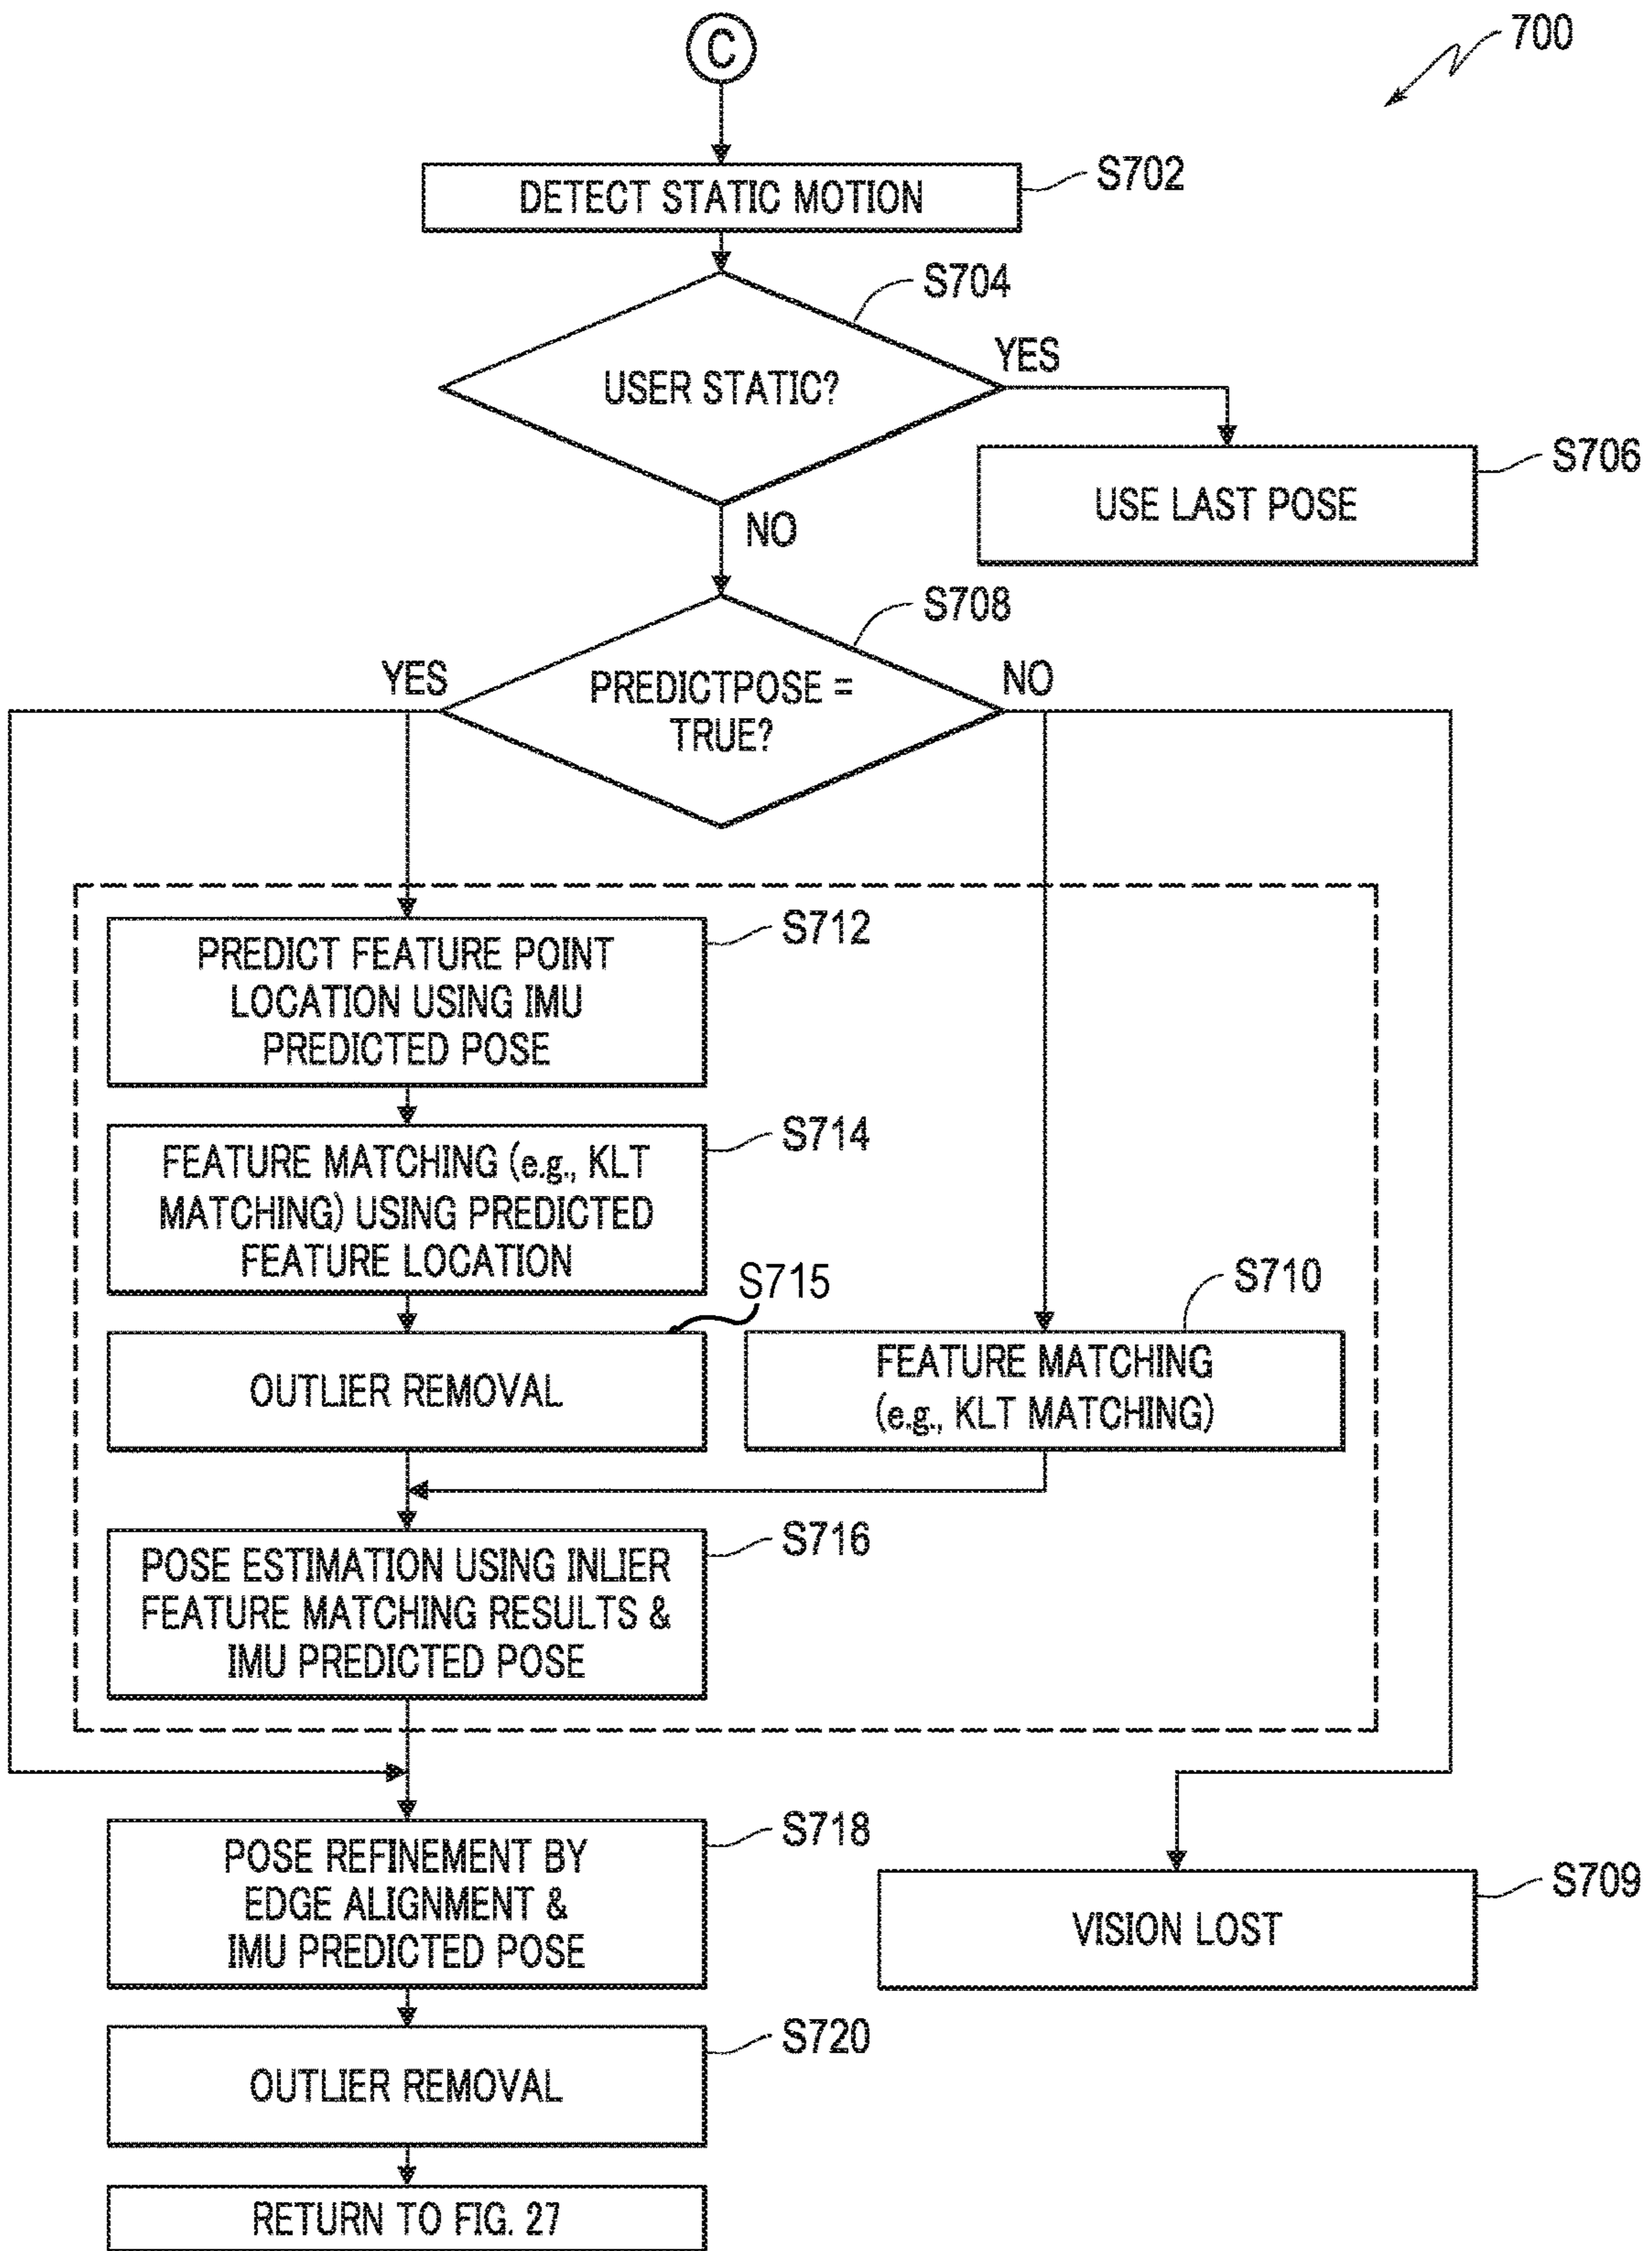 C
700
DETECT STATIC MOTION
S702
S704
USER STATIC?
YES
NO
USE LAST POSE
S706
S708
YES
PREDICTPOSE =
TRUE?
NO
PREDICT FEATURE POINT
LOCATION USING IMU
PREDICTED POSE
S712
FEATURE MATCHING (e.g., KLT
MATCHING) USING PREDICTED
FEATURE LOCATION
S714
S715
OUTLIER REMOVAL
S710
FEATURE MATCHING
(e.g., KLT MATCHING)
POSE ESTIMATION USING INLIER
FEATURE MATCHING RESULTS &
IMU PREDICTED POSE
S716
POSE REFINEMENT BY
EDGE ALIGNMENT &
IMU PREDICTED POSE
S718
VISION LOST
S709
OUTLIER REMOVAL
S720
RETURN TO FIG. 27